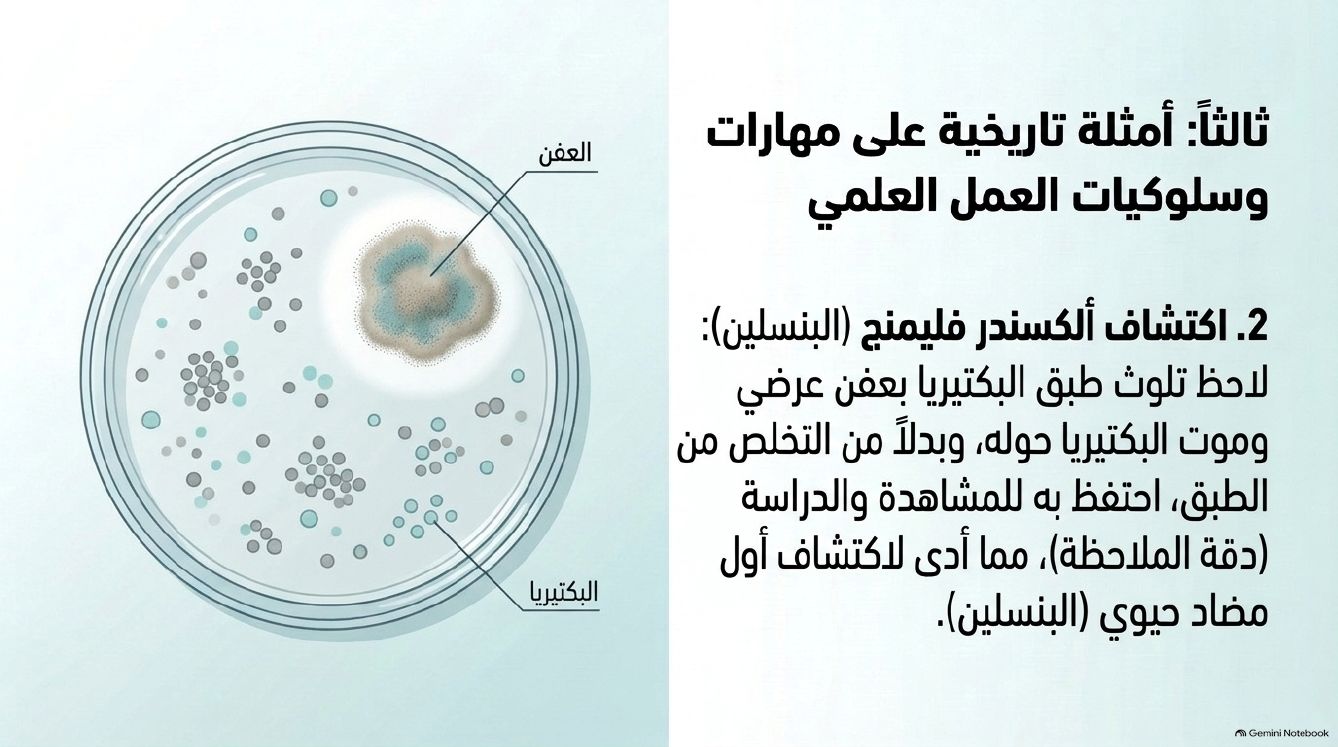 ثالثاً: أمثلة تاريخية على مهارات
وسلوكيات العمل العلمي
2. اكتشاف ألكسندر فليمنج (البنسلين):
لاحظ تلوث طبق البكتيريا بعفن عرضي
وموت البكتيريا حوله، وبدلاً من التخلص من
الطبق، احتفظ به للمشاهدة والدراسة
(دقة الملاحظة)، مما أدى لاكتشاف أول
مضاد حيوي (البنسلين).
العفن
البكتيريا
Gemini Notebook